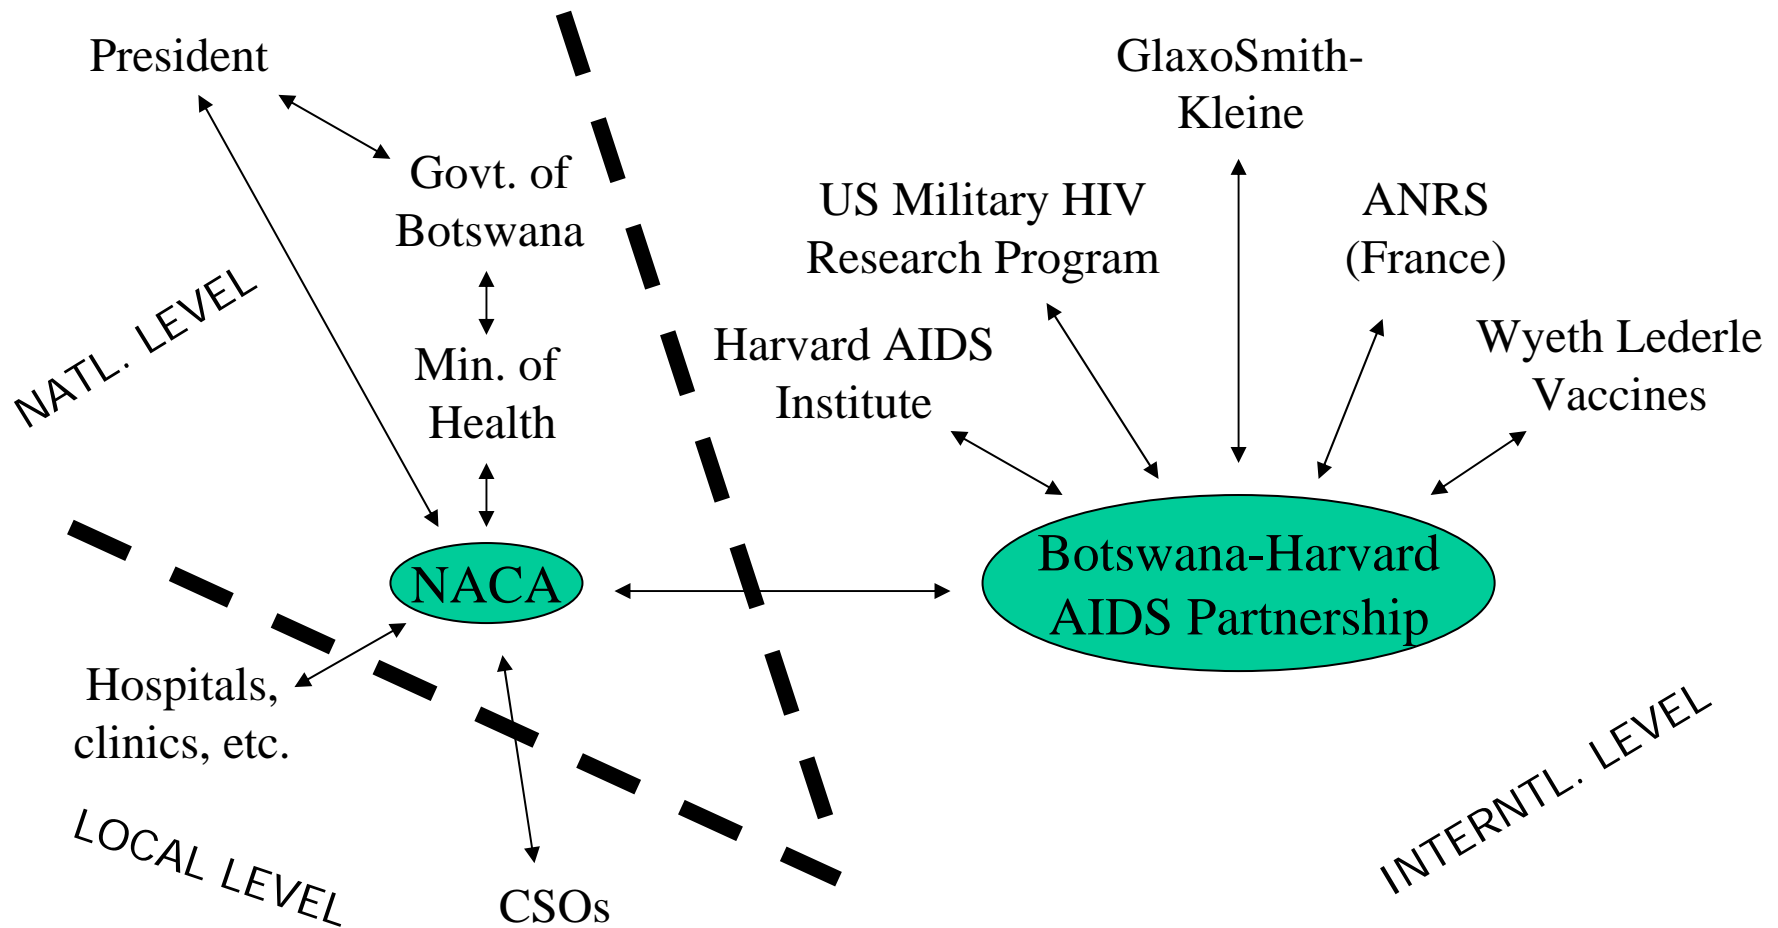 President
Govt. of
Botswana
Min. of
Health
NATL. LEVEL
NACA
Hospitals,
clinics, etc.
LOCAL LEVEL
CSOs
GlaxoSmith-
Kleine
US Military HIV
Research Program
ANRS
(France)
Harvard AIDS
Institute
Wyeth Lederle
Vaccines
Botswana-Harvard
AIDS Partnership
INTERNTL. LEVEL